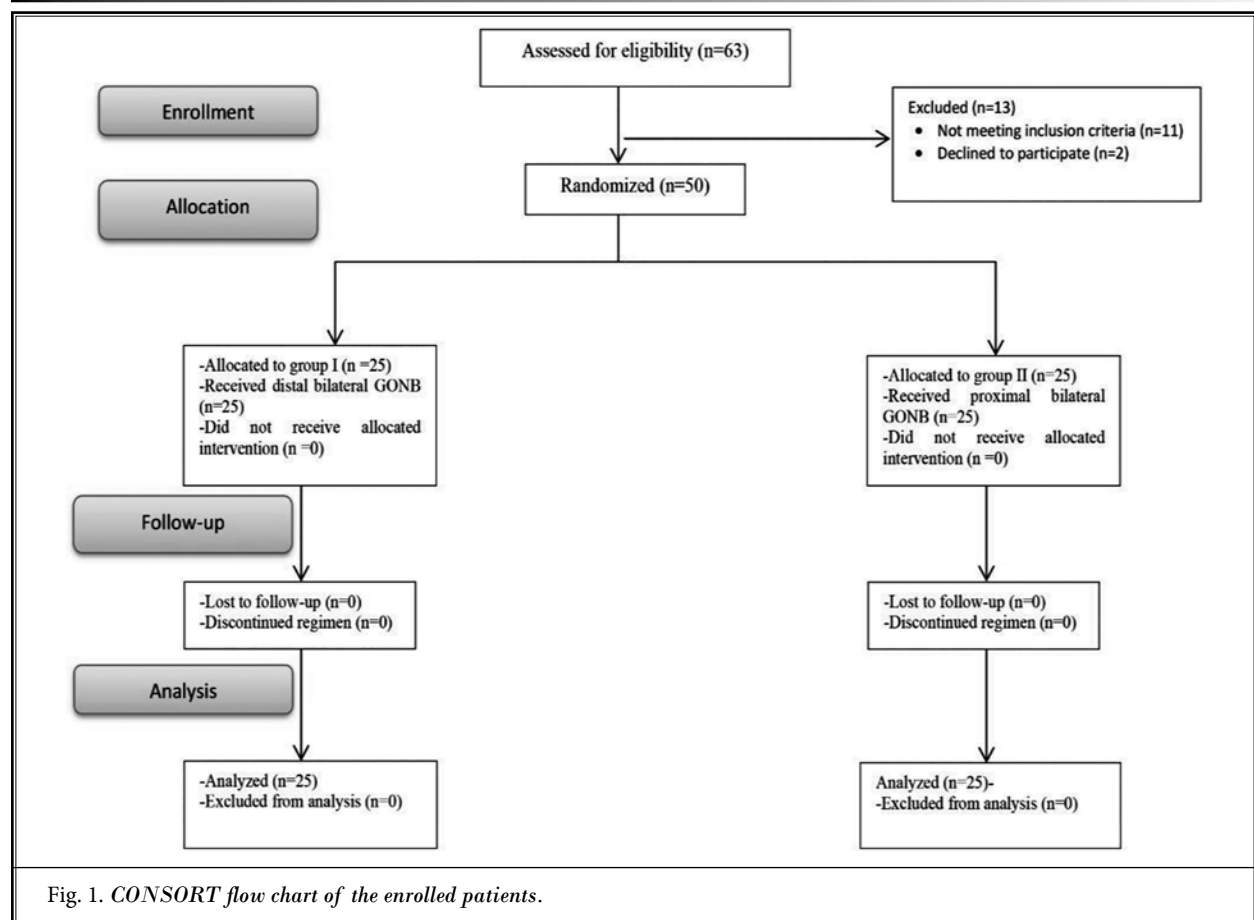 Assessed for eligibility (n=63)
Enrollment
Excluded (n=13)
• Not meeting inclusion criteria (n=11)
• Declined to participate (n=2)
Randomized (n=50)
Allocation
-Allocated to group I (n =25)
-Received distal bilateral GONB
(n=25)
-Did not receive allocated
intervention (n =0)
-Allocated to group II (n=25)
-Received proximal bilateral
GONB (n=25)
-Did not receive allocated
intervention (n =0)
Follow-up
-Lost to follow-up (n=0)
-Discontinued regimen (n=0)
-Lost to follow-up (n=0)
-Discontinued regimen (n=0)
Analysis
-Analyzed (n=25)
-Excluded from analysis (n=0)
Analyzed (n=25)-
-Excluded from analysis (n=0)
Fig. 1. CONSORT flow chart of the enrolled patients.